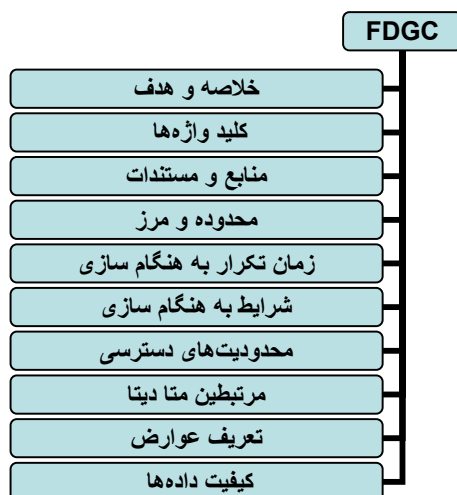 FDGC
خلاصه و هدف
کلید واژه‌ها
منابع و مستندات
محدوده و مرز
زمان تکرار به هنگام سازی
شرایط به هنگام سازی
محدودیت‌های دسترسی
مرتبطین متا دیتا
تعریف عوارض
کیفیت داده‌ها